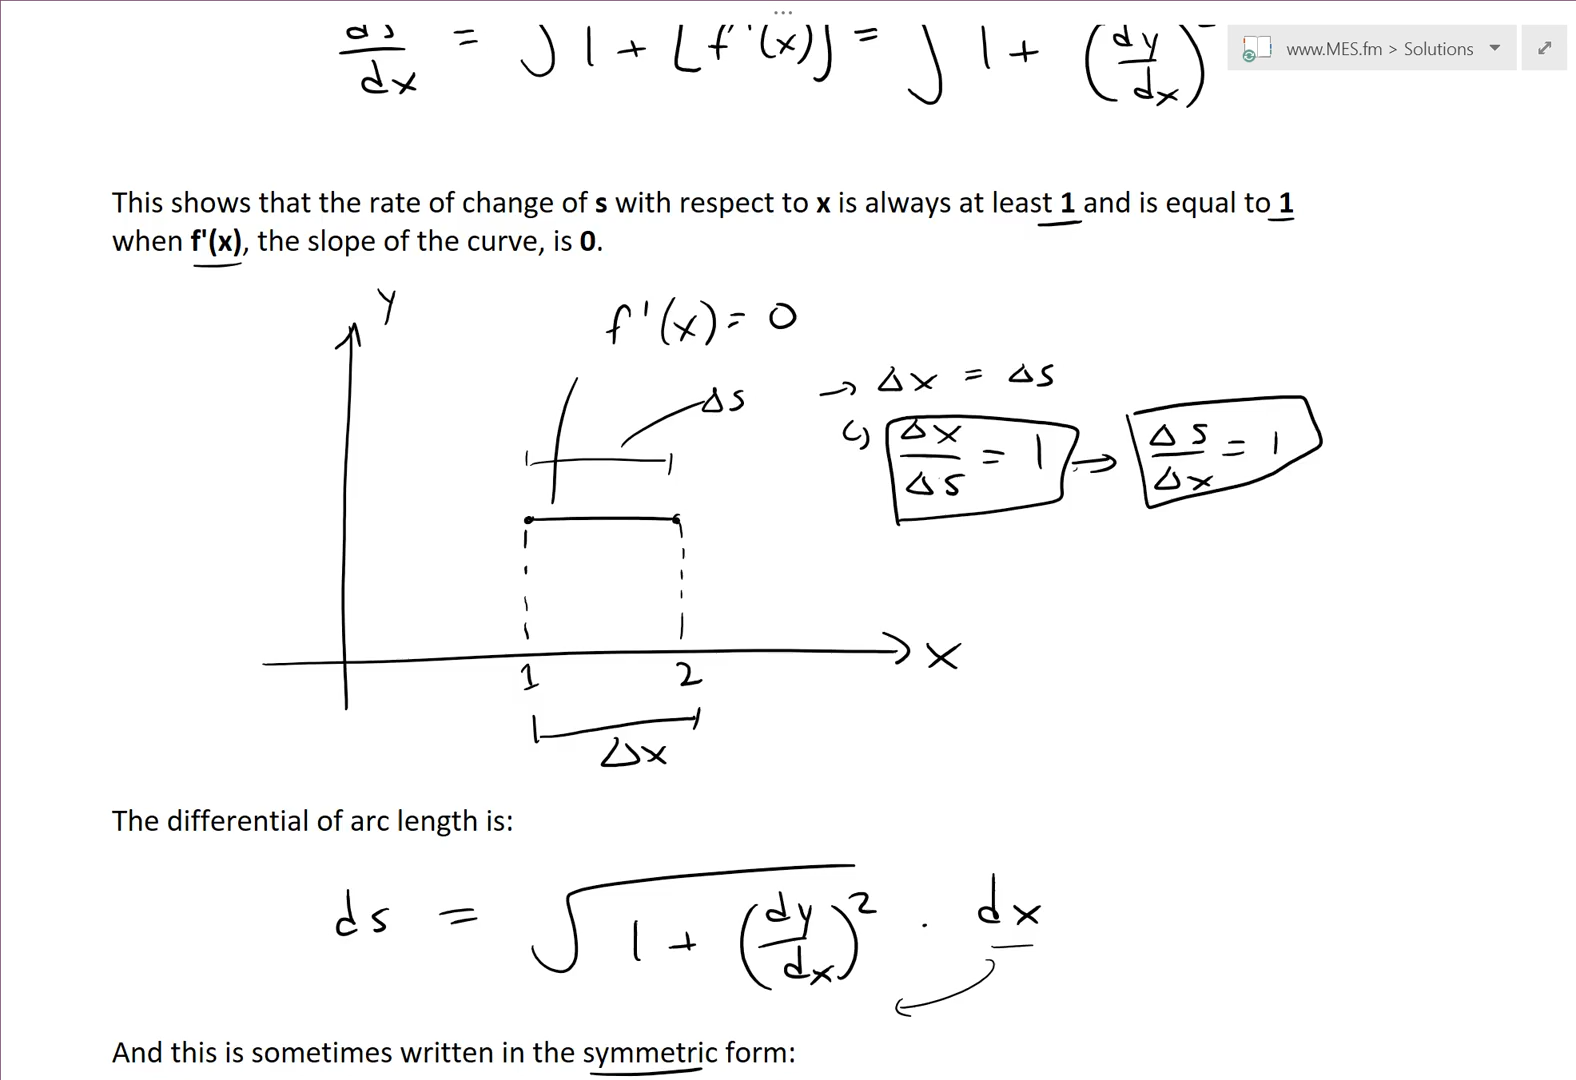 ds/dx = √1 + [f'(x)] = √1 + (dy/dx)²
www.MES.fm > Solutions
This shows that the rate of change of s with respect to x is always at least 1 and is equal to 1
when f'(x), the slope of the curve, is 0.
Y
f'(x) = 0
Δs
→ Δx = Δs
Δx/Δs = 1 → Δs/Δx = 1
X
1 2
Δx
The differential of arc length is:
ds = √1 + (dy/dx)² · dx
And this is sometimes written in the symmetric form: